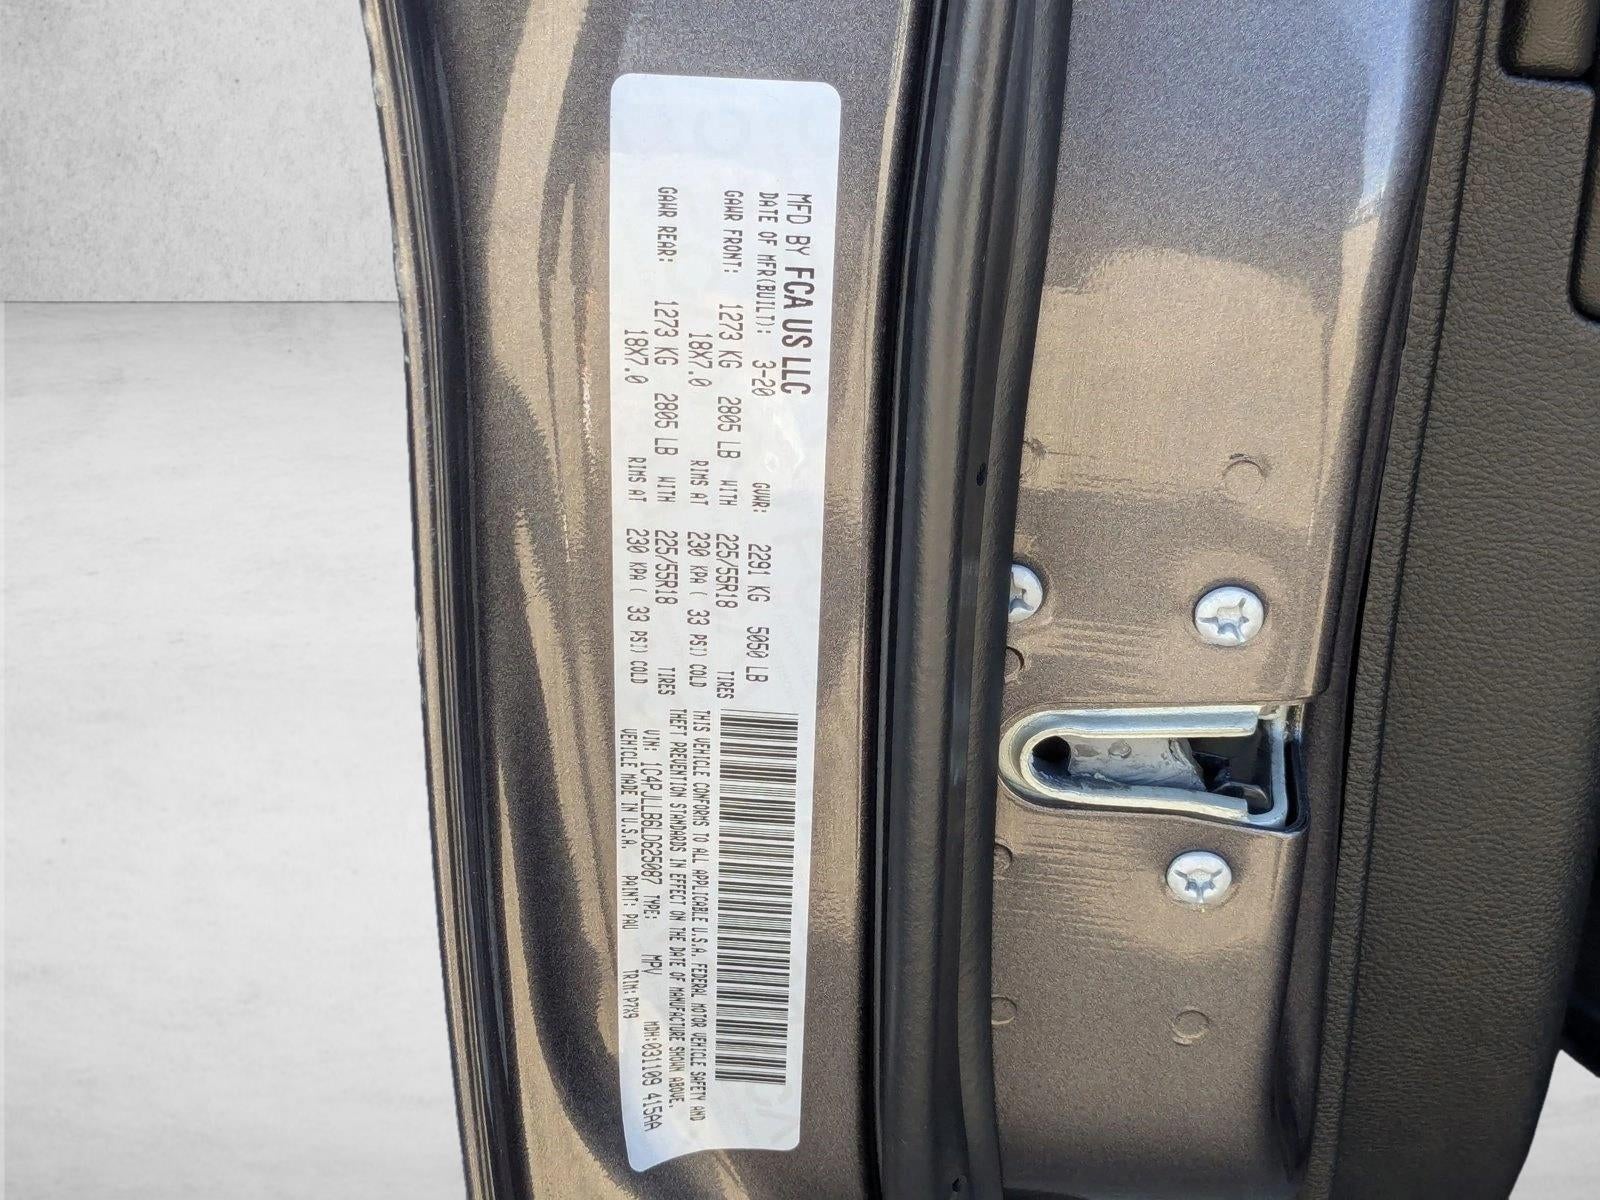 MFD BY FCA US LLC
DATE OF MFR(BUILT): 3-20 GVWR: 2291 KG 5050 LB
GAWR FRONT: 1273 KG 2805 LB WITH 225/55R18 TIRES
18X7.0 RIMS AT 230 KPA ( 33 PSI) COLD
GAWR REAR: 1273 KG 2805 LB WITH 225/55R18 TIRES
18X7.0 RIMS AT 230 KPA ( 33 PSI) COLD
THIS VEHICLE CONFORMS TO ALL APPLICABLE U.S.A. FEDERAL MOTOR VEHICLE SAFETY AND
THEFT PREVENTION STANDARDS IN EFFECT ON THE DATE OF MANUFACTURE SHOWN ABOVE.
VIN: 1C4PJLLB6LD625087 TYPE: MPV MDH:031109 415AA
VEHICLE MADE IN U.S.A. PAINT: PAU TRIM: P7X9